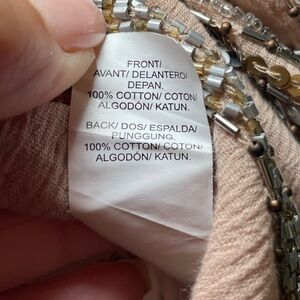 FRONT/
AVANT/ DELANTERO/
DEPAN.
100% COTTON/ COTON/
ALGODÓN/ KATUN.
BACK/ DOS/ ESPALDA/
PUNGGUNG.
100% COTTON/ COTON/
ALGODÓN/ KATUN.